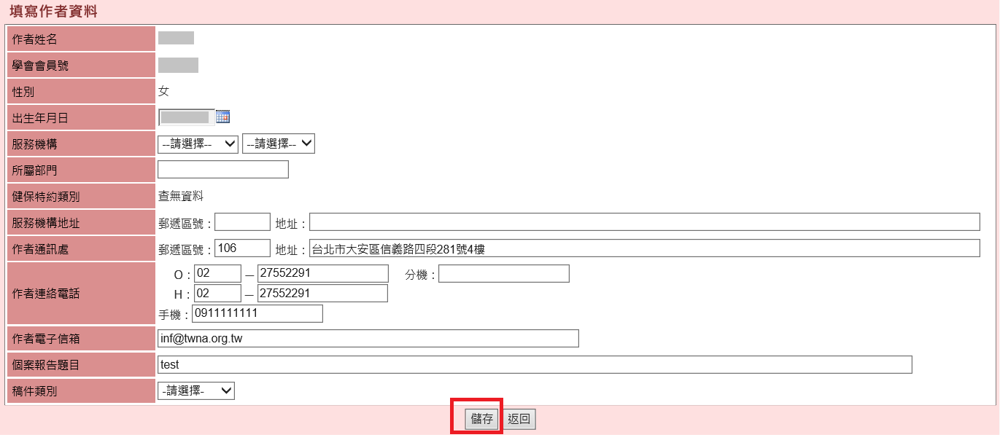 填寫作者資料
作者姓名
學會會員號
性別 女
出生年月日
服務機構 --請選擇-- --請選擇--
所屬部門
健保特約類別 查無資料
服務機構地址 郵遞區號： 地址：
作者通訊處 郵遞區號：106 地址：台北市大安區信義路四段281號4樓
作者連絡電話
O：02 — 27552291 分機：
H：02 — 27552291
手機：0911111111
作者電子信箱 inf@twna.org.tw
個案報告題目 test
稿件類別 -請選擇-
儲存 返回